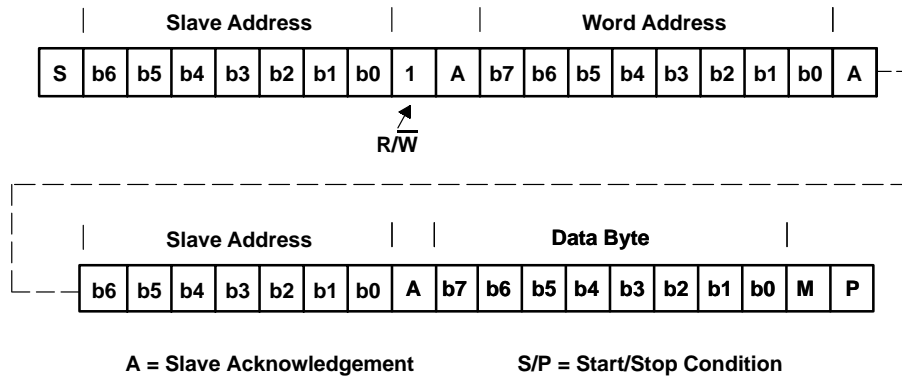 Slave Address Word Address
S b6 b5 b4 b3 b2 b1 b0 1 A b7 b6 b5 b4 b3 b2 b1 b0 A
R/W̅
Slave Address Data Byte
b6 b5 b4 b3 b2 b1 b0 A b7 b6 b5 b4 b3 b2 b1 b0 M P
A = Slave Acknowledgement S/P = Start/Stop Condition